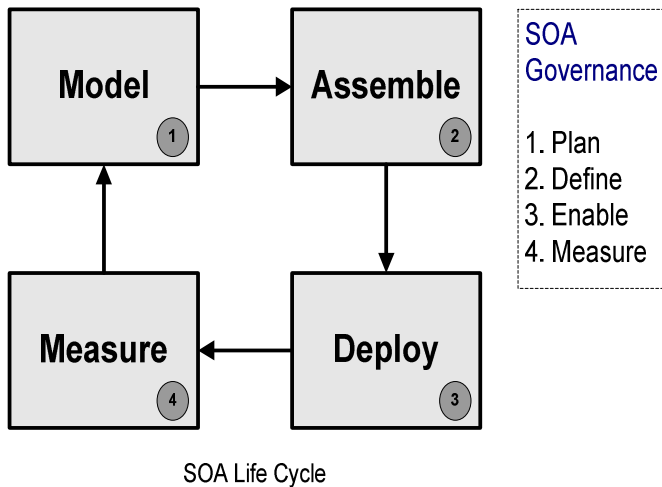 Model
1
Assemble
2
Measure
4
Deploy
3
SOA Life Cycle
SOA
Governance
1. Plan
2. Define
3. Enable
4. Measure